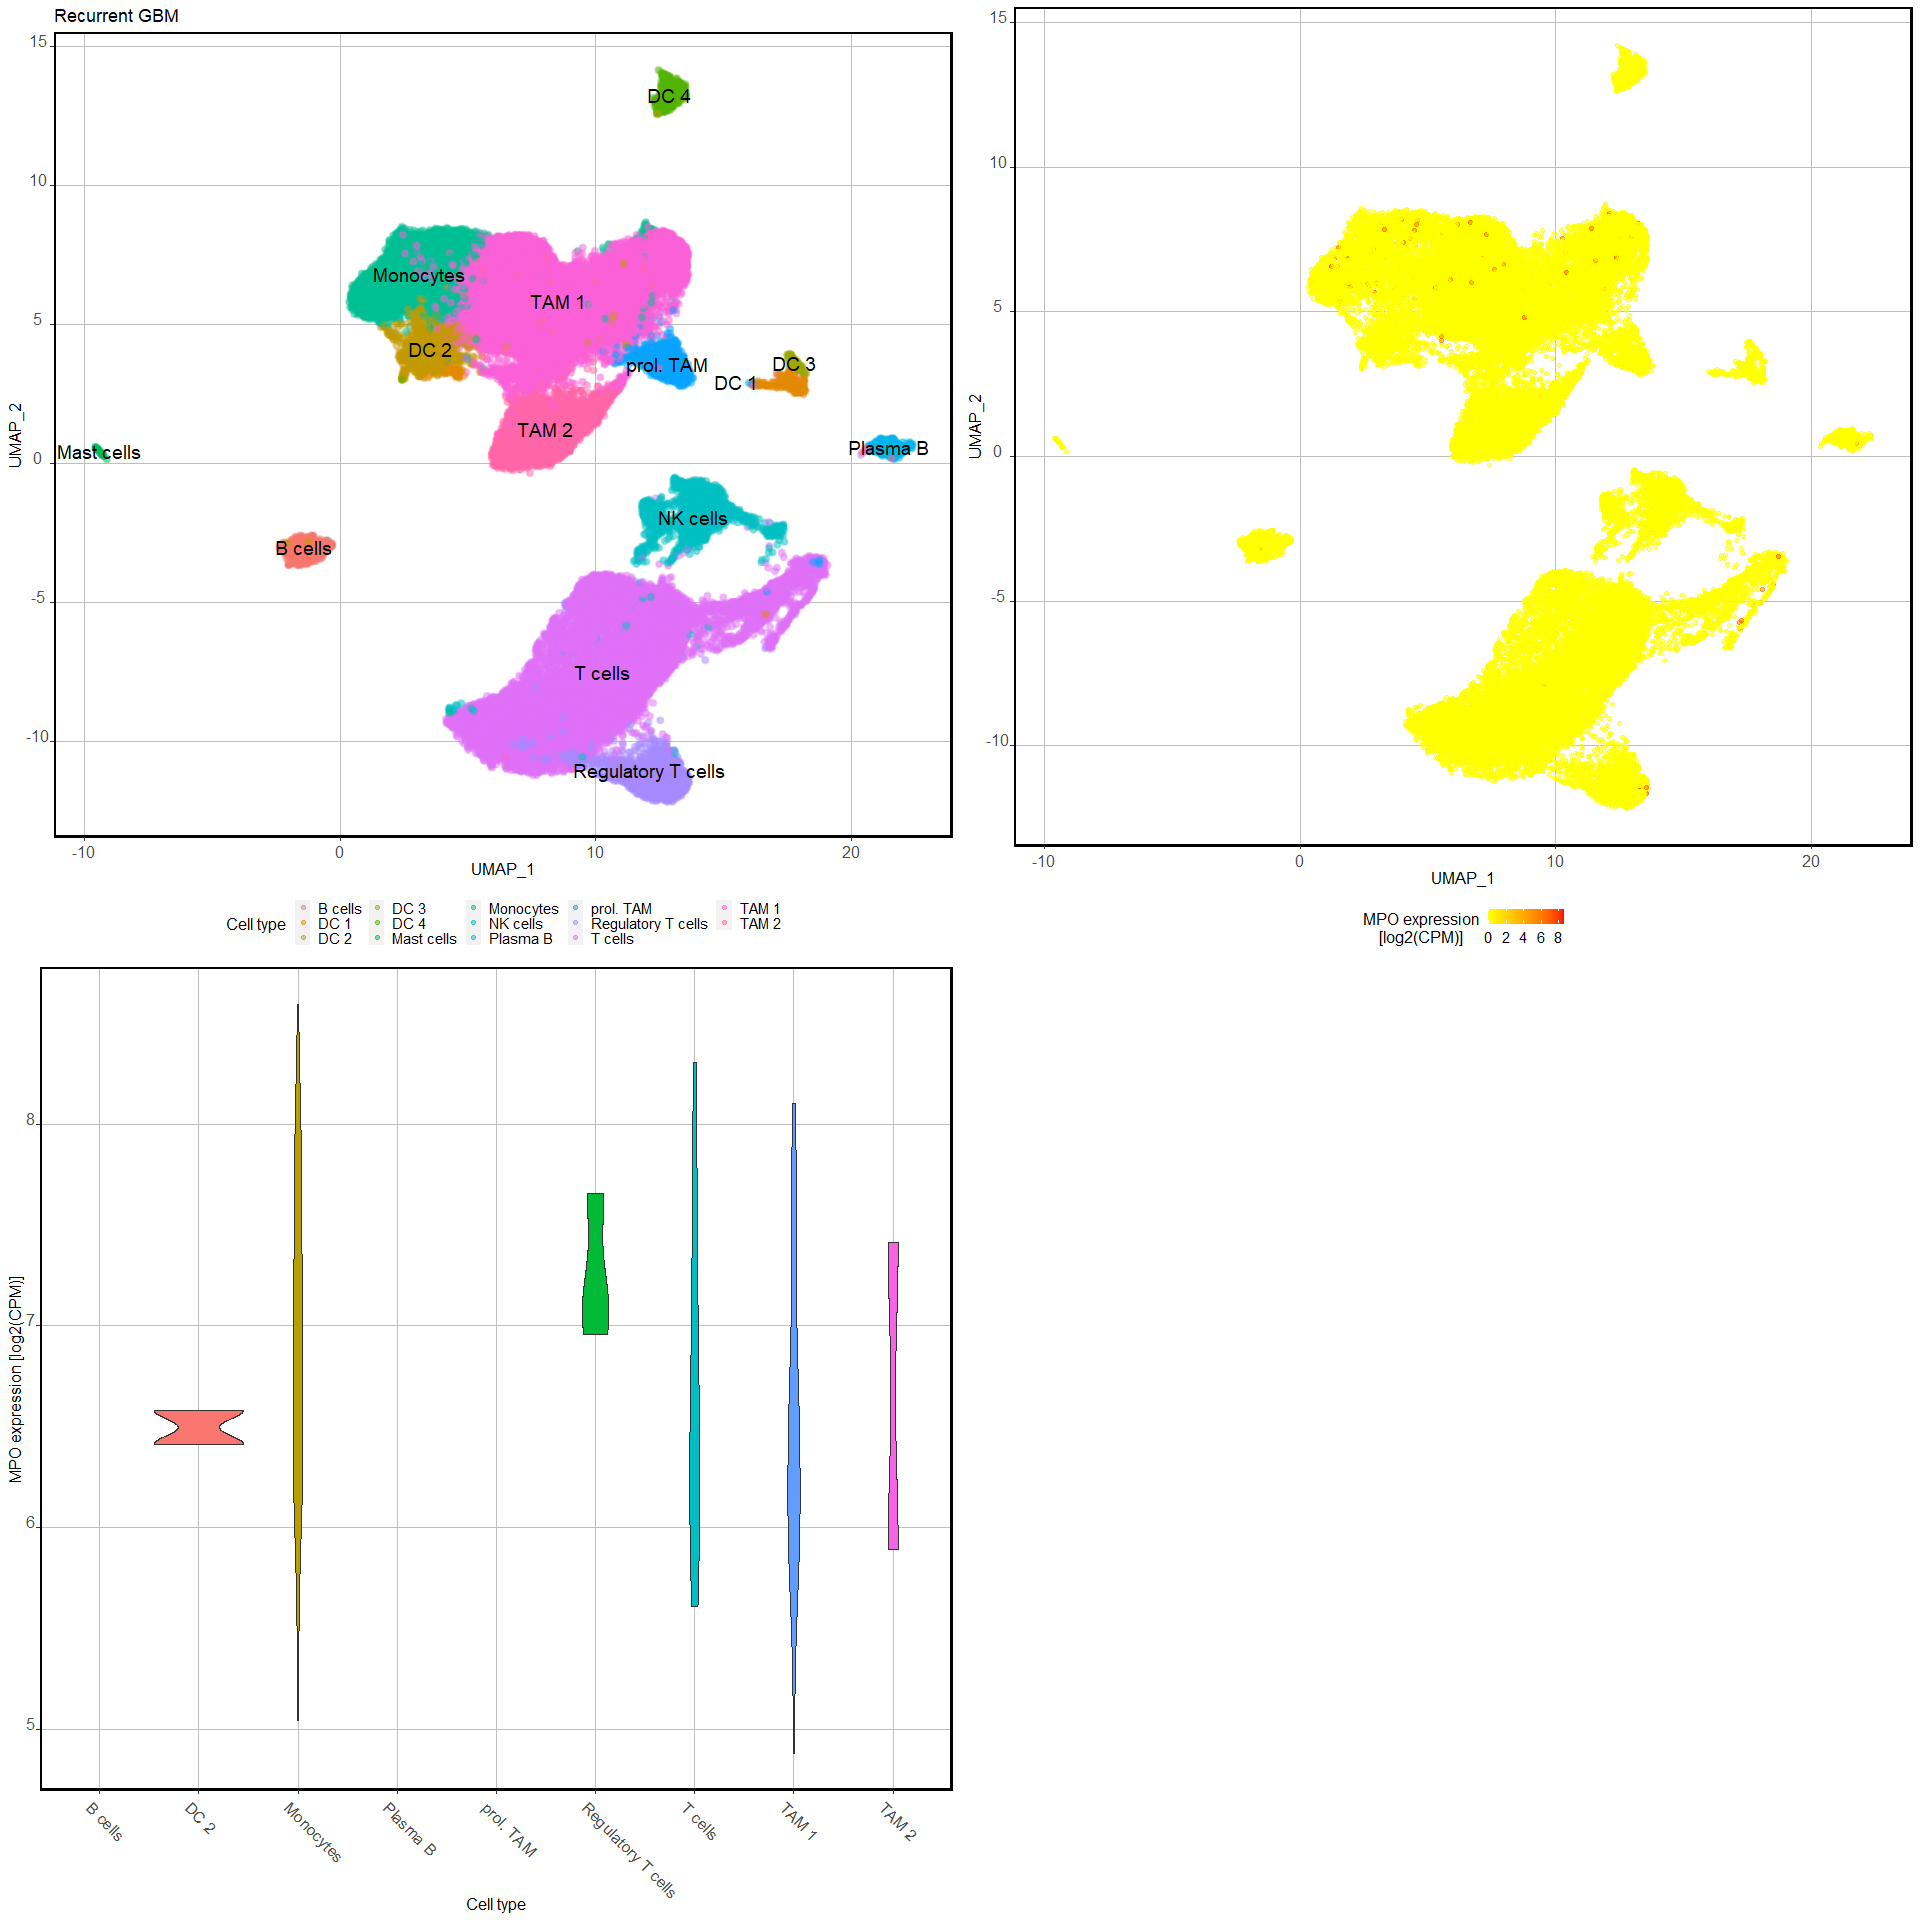 Recurrent GBM
15
10
5
0
-5
-10
UMAP_2
DC 4
Monocytes
TAM 1
DC 2
prol. TAM
DC 3
DC 1
TAM 2
Mast cells
Plasma B
NK cells
B cells
T cells
Regulatory T cells
-10 0 10 20
UMAP_1
Cell type
B cells DC 3 Monocytes prol. TAM TAM 1
DC 1 DC 4 NK cells Regulatory T cells TAM 2
DC 2 Mast cells Plasma B T cells
15
10
5
0
-5
-10
UMAP_2
-10 0 10 20
UMAP_1
MPO expression
[log2(CPM)]
0 2 4 6 8
8
7
6
5
MPO expression [log2(CPM)]
B cells
DC 2
Monocytes
Plasma B
prol. TAM
Regulatory T cells
T cells
TAM 1
TAM 2
Cell type